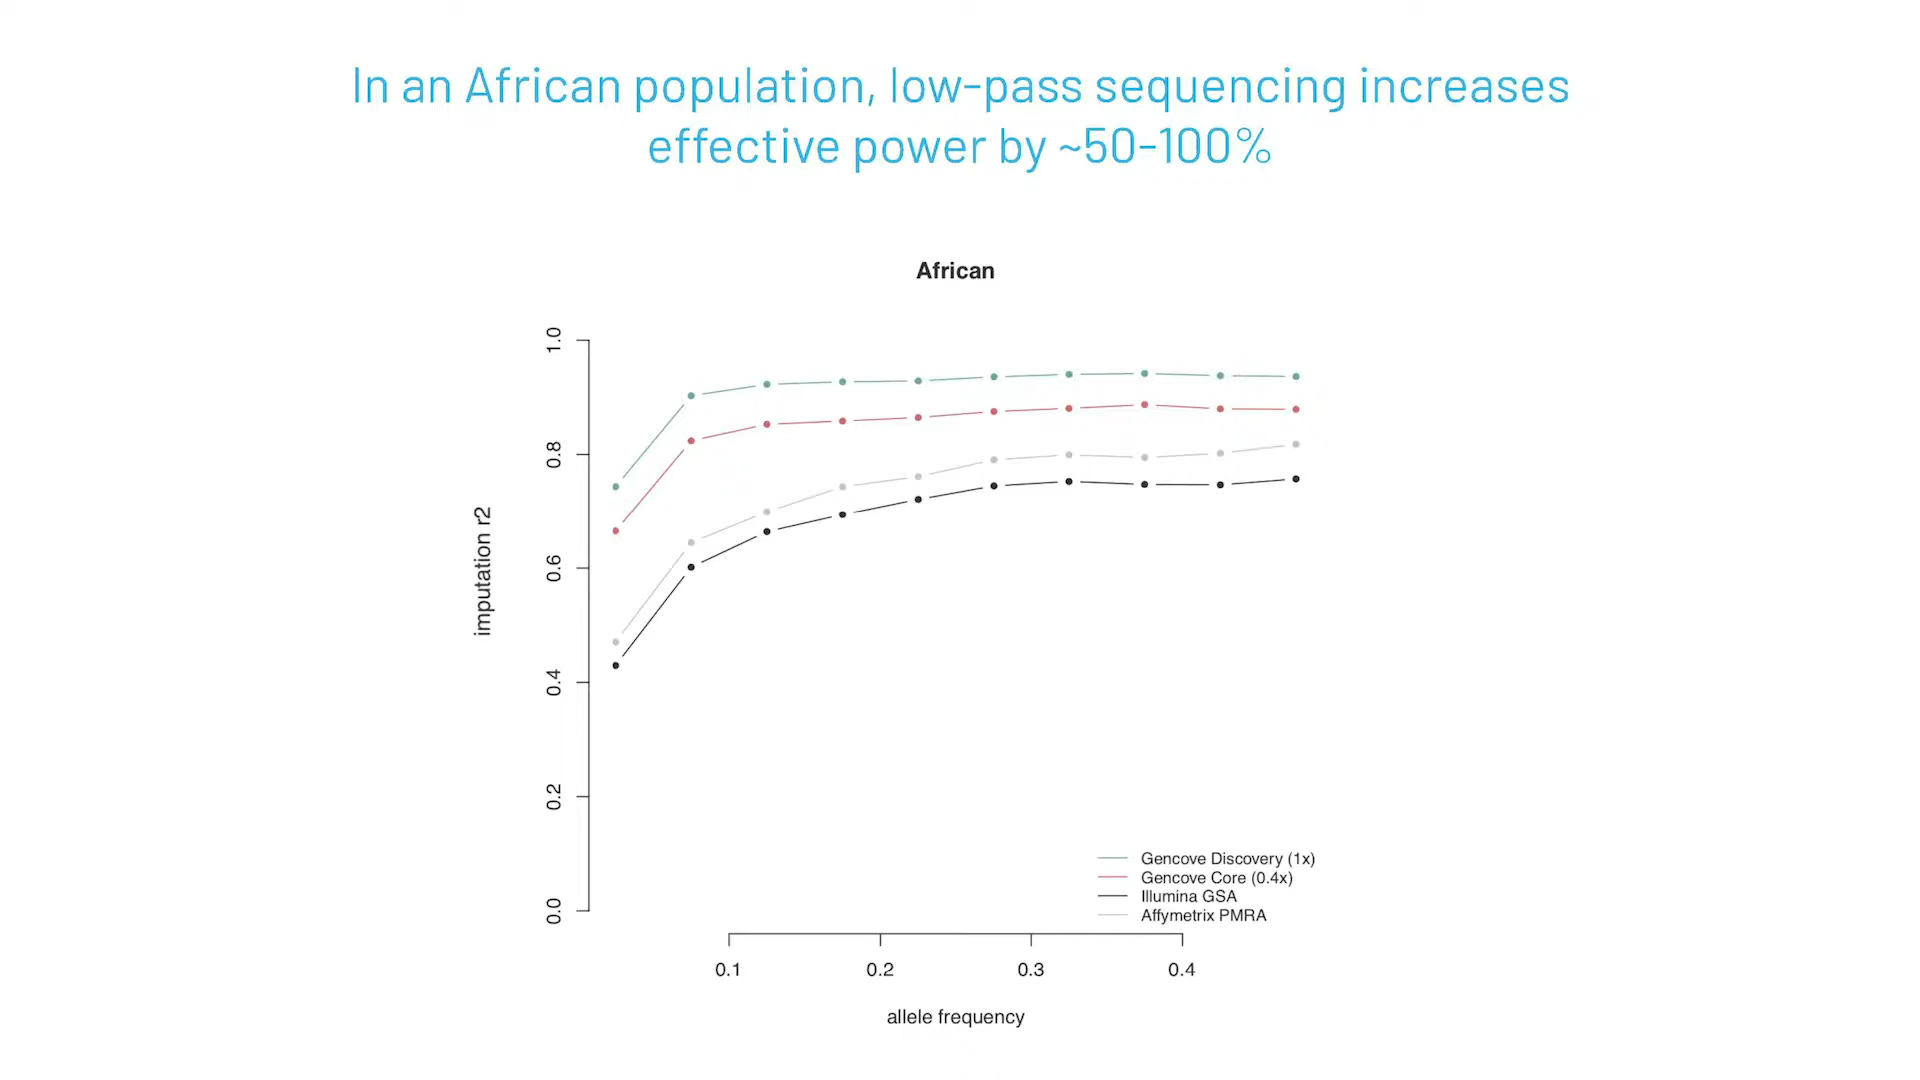 In an African population, low-pass sequencing increases
effective power by ~50-100%
African
1.0
0.8
0.6
0.4
0.2
0.0
imputation r2
Gencove Discovery (1x)
Gencove Core (0.4x)
Illumina GSA
Affymetrix PMRA
0.1 0.2 0.3 0.4
allele frequency